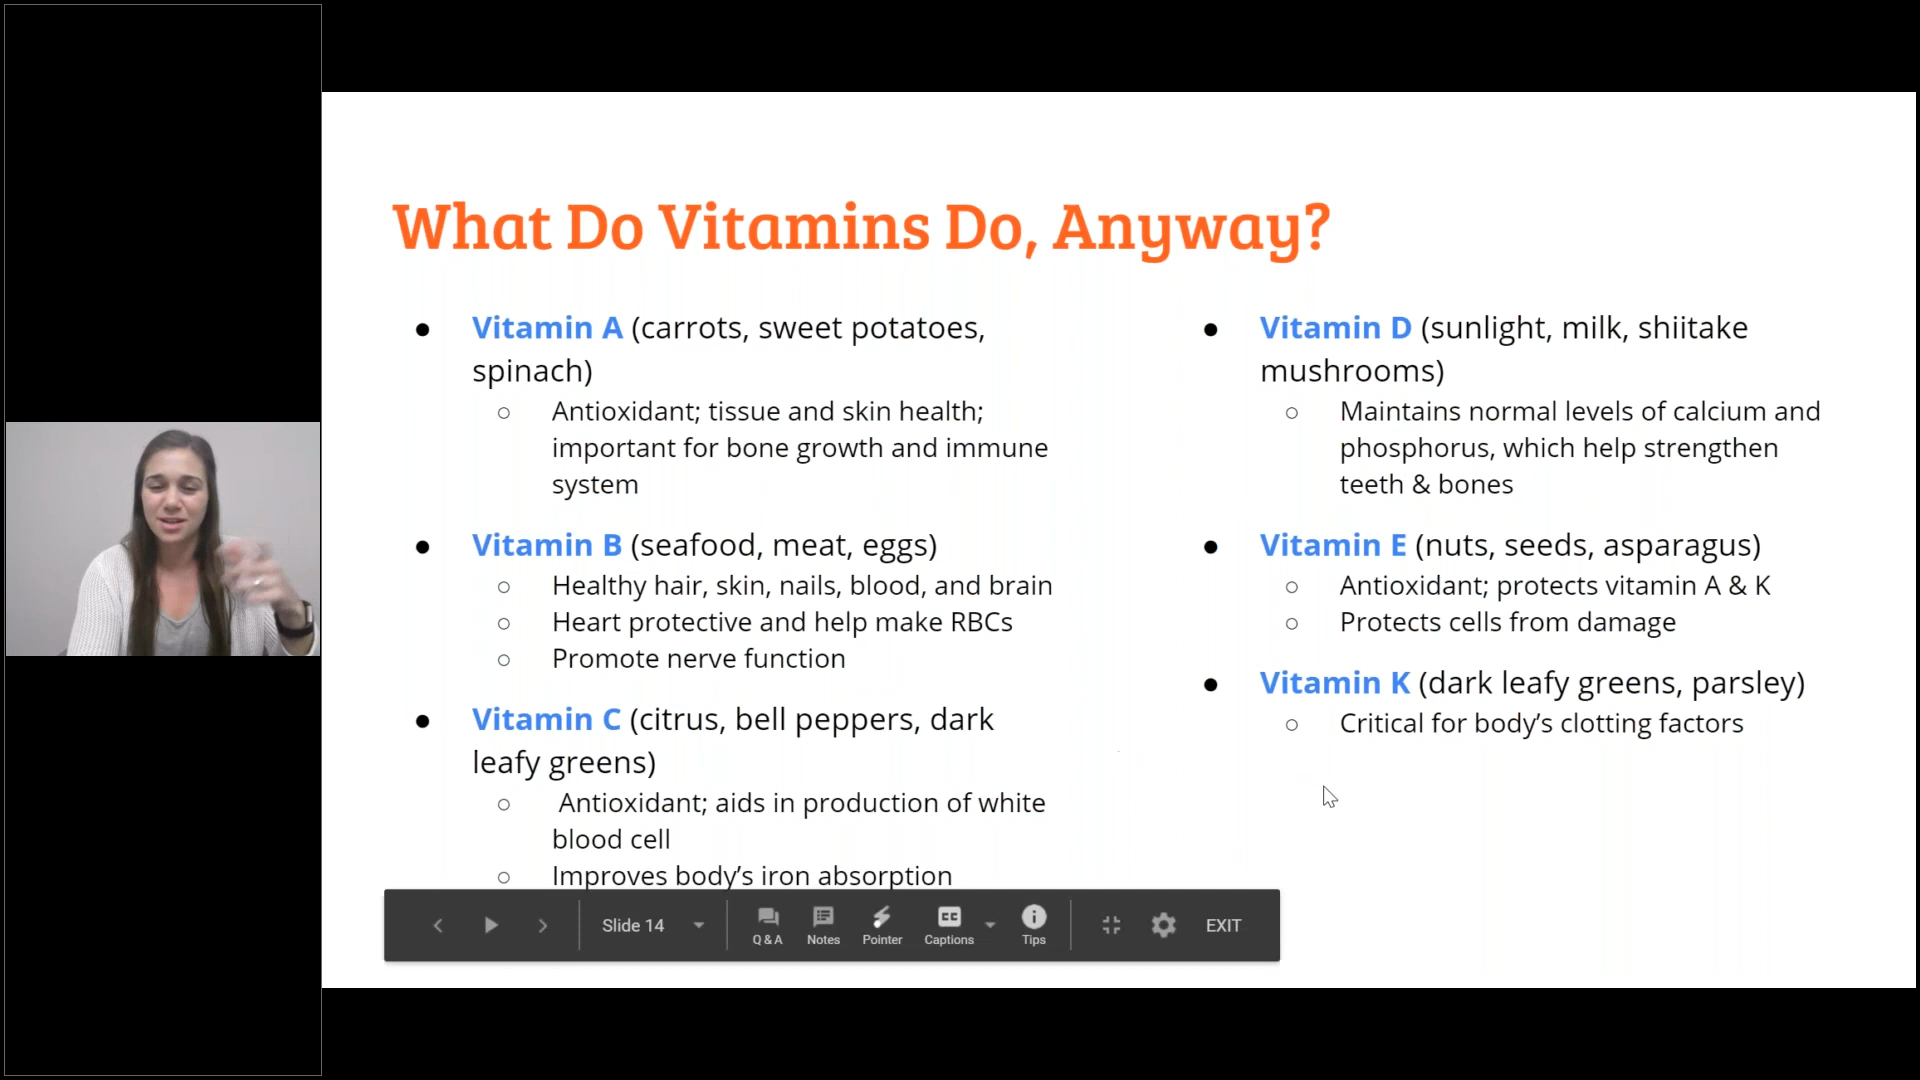 What Do Vitamins Do, Anyway?
● Vitamin A (carrots, sweet potatoes,
spinach)
○ Antioxidant; tissue and skin health;
important for bone growth and immune
system
● Vitamin B (seafood, meat, eggs)
○ Healthy hair, skin, nails, blood, and brain
○ Heart protective and help make RBCs
○ Promote nerve function
● Vitamin C (citrus, bell peppers, dark
leafy greens)
○ Antioxidant; aids in production of white
blood cell
○ Improves body’s iron absorption
● Vitamin D (sunlight, milk, shiitake
mushrooms)
○ Maintains normal levels of calcium and
phosphorus, which help strengthen
teeth & bones
● Vitamin E (nuts, seeds, asparagus)
○ Antioxidant; protects vitamin A & K
○ Protects cells from damage
● Vitamin K (dark leafy greens, parsley)
○ Critical for body’s clotting factors
Slide 14
Q & A
Notes
Pointer
CC
Captions
Tips
EXIT